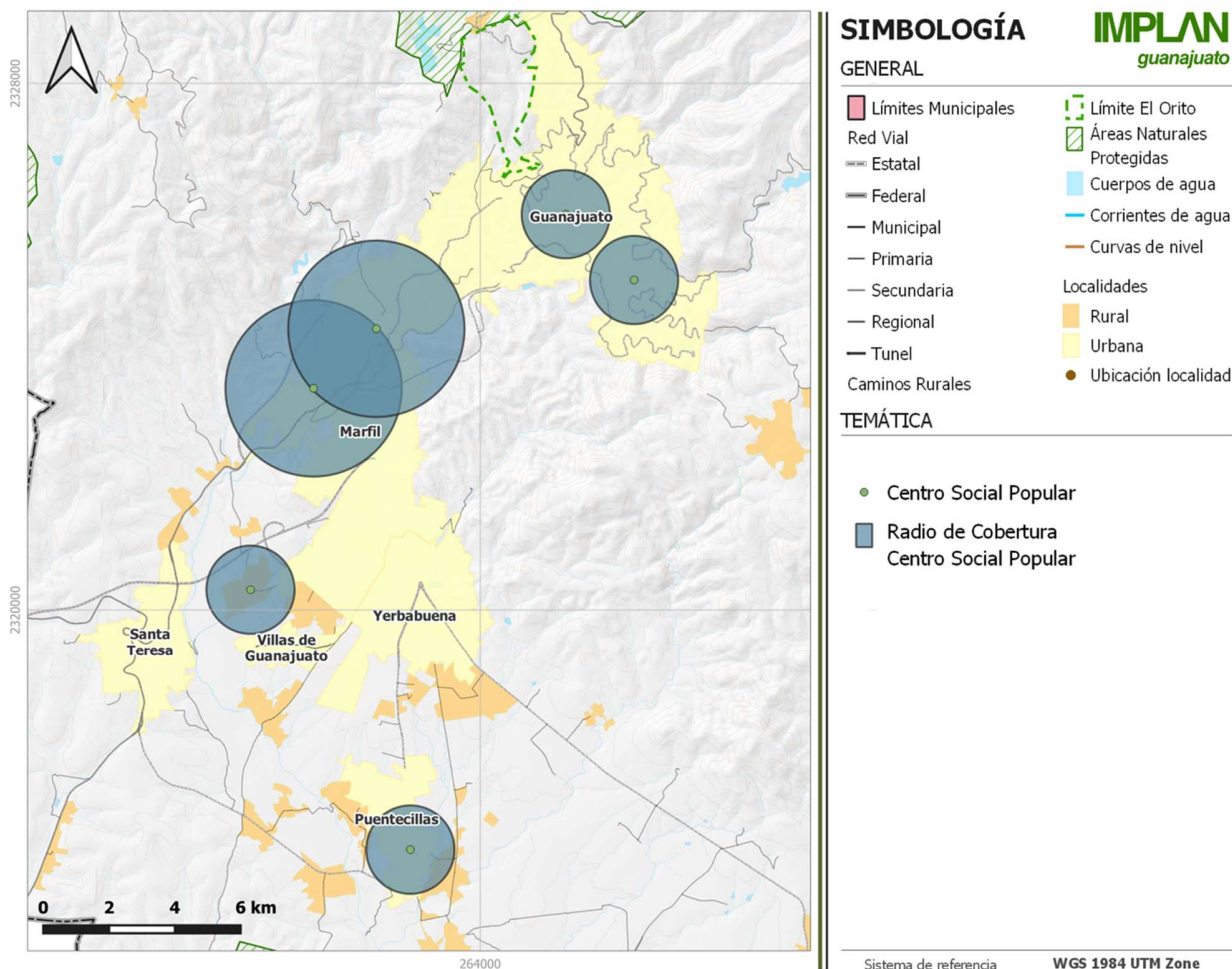 2328000
2320000
264000
Guanajuato
Marfil
Santa
Teresa
Villas de
Guanajuato
Yerbabuena
Puentecillas
0 2 4 6 km
SIMBOLOGÍA
IMPLAN
guanajuato
GENERAL
Límites Municipales
Red Vial
Estatal
Federal
Municipal
Primaria
Secundaria
Regional
Tunel
Caminos Rurales
Límite El Orito
Áreas Naturales
Protegidas
Cuerpos de agua
Corrientes de agua
Curvas de nivel
Localidades
Rural
Urbana
Ubicación localidad
TEMÁTICA
Centro Social Popular
Radio de Cobertura
Centro Social Popular
Sistema de referencia WGS 1984 UTM Zone